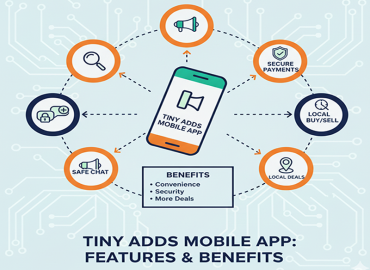 SECURE
PAYMENTS
TINY ADDS
MOBILE APP
LOCAL
BUY/SELL
SAFE CHAT
LOCAL DEALS
BENEFITS
• Convenience
• Security
• More Deals
TINY ADDS MOBILE APP:
FEATURES & BENEFITS